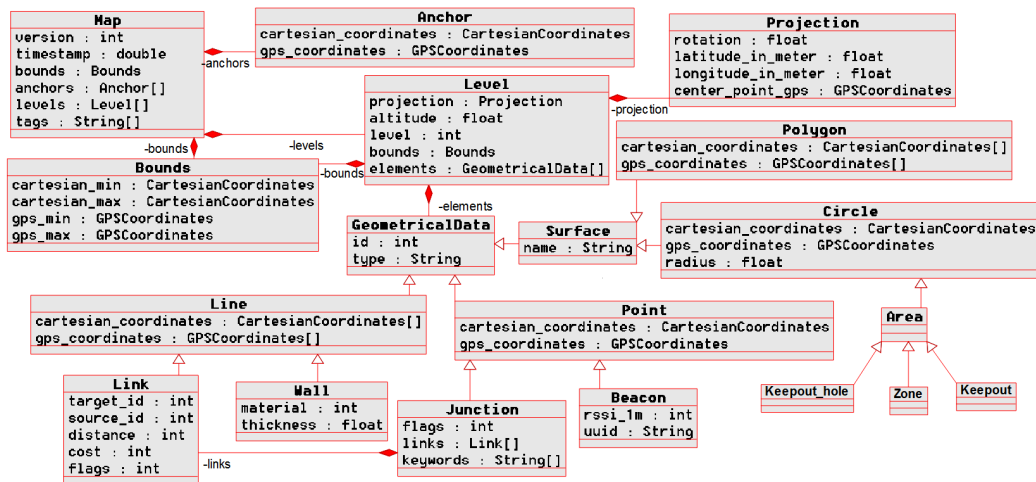 Map
version : int
timestamp : double
bounds : Bounds
anchors : Anchor[]
levels : Level[]
tags : String[]
-anchors
Anchor
cartesian_coordinates : CartesianCoordinates
gps_coordinates : GPSCoordinates
Projection
rotation : float
latitude_in_meter : float
longitude_in_meter : float
center_point_gps : GPSCoordinates
Level
projection : Projection
altitude : float
level : int
bounds : Bounds
elements : GeometricalData[]
-projection
-bounds
-levels
-bounds
Bounds
cartesian_min : CartesianCoordinates
cartesian_max : CartesianCoordinates
gps_min : GPSCoordinates
gps_max : GPSCoordinates
Polygon
cartesian_coordinates : CartesianCoordinates[]
gps_coordinates : GPSCoordinates[]
-elements
GeometricalData
id : int
type : String
Surface
name : String
Circle
cartesian_coordinates : CartesianCoordinates
gps_coordinates : GPSCoordinates
radius : float
Line
cartesian_coordinates : CartesianCoordinates[]
gps_coordinates : GPSCoordinates[]
Point
cartesian_coordinates : CartesianCoordinates
gps_coordinates : GPSCoordinates
Area
Keepout_hole
Zone
Keepout
Link
target_id : int
source_id : int
distance : int
cost : int
flags : int
Wall
material : int
thickness : float
-links
Junction
flags : int
links : Link[]
keywords : String[]
Beacon
rssi_1m : int
uuid : String